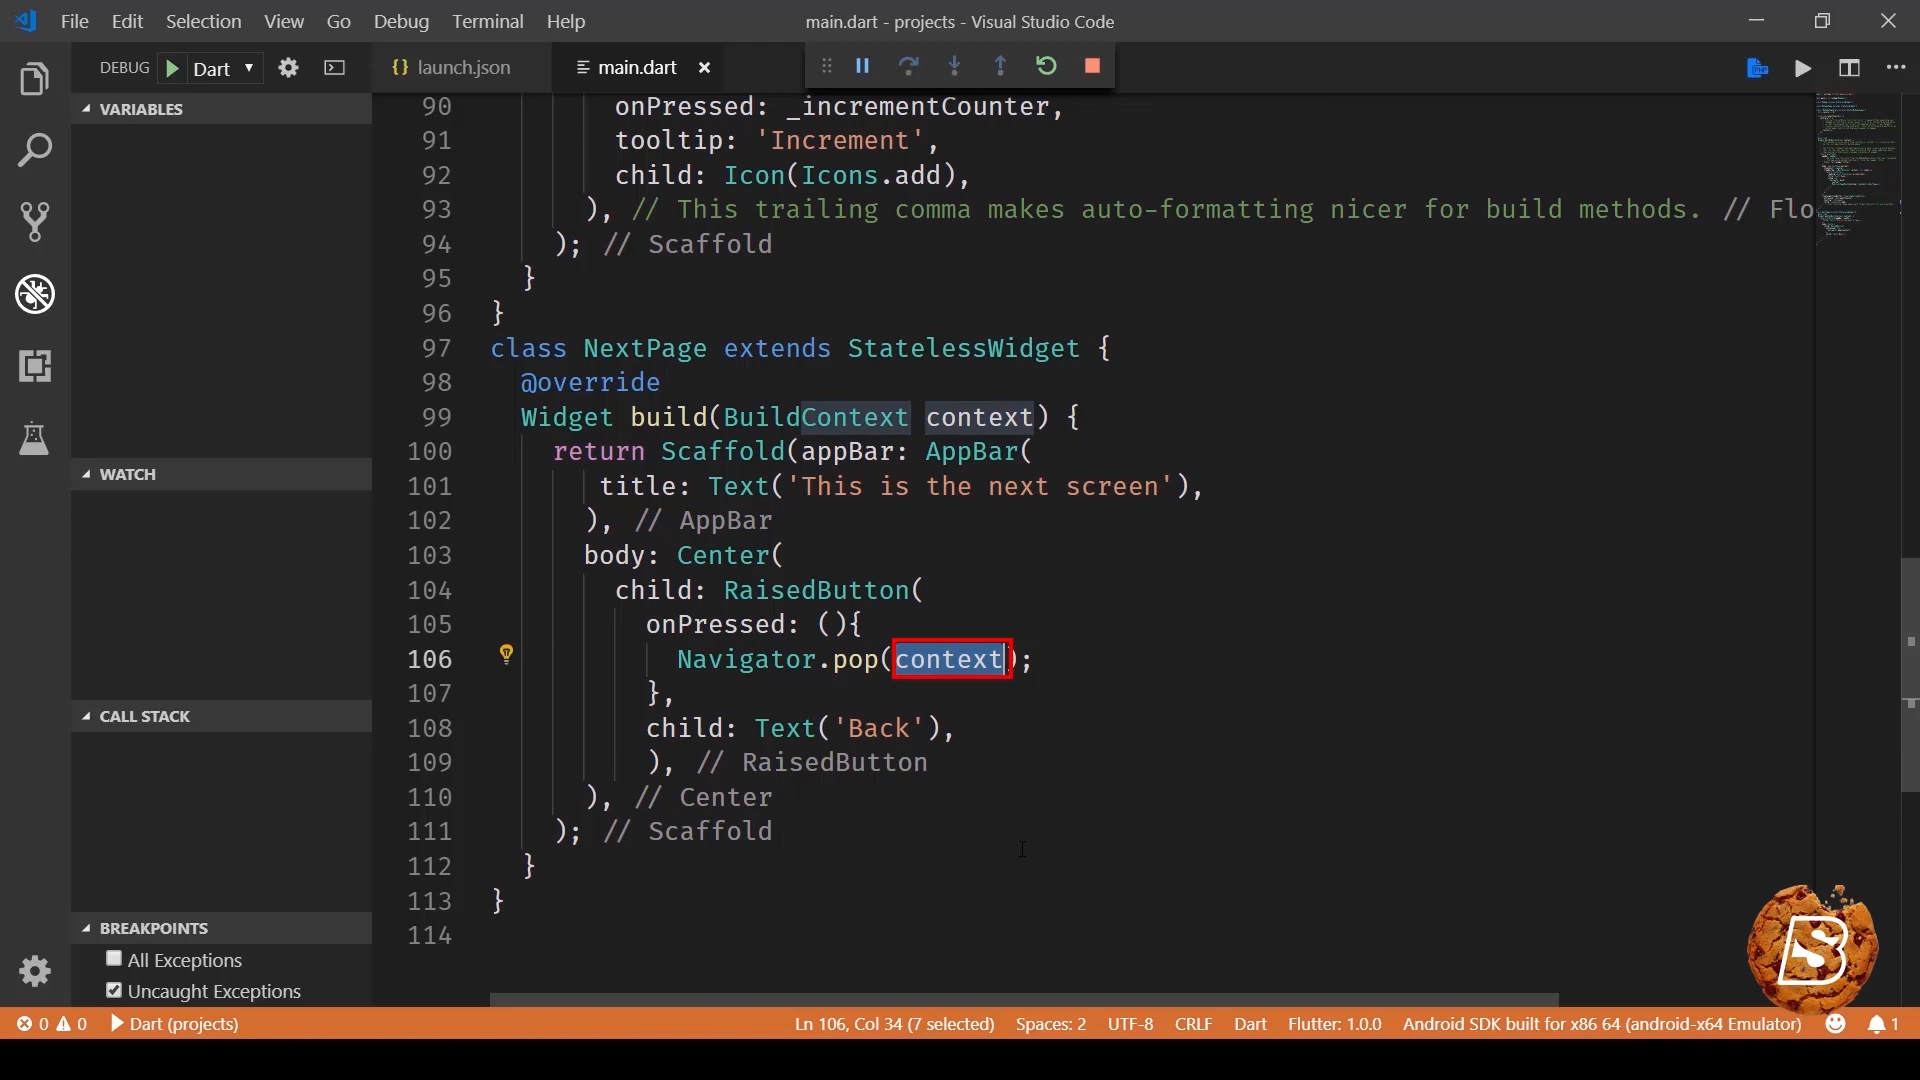 File Edit Selection View Go Debug Terminal Help
main.dart - projects - Visual Studio Code
DEBUG Dart
{} launch.json
main.dart
VARIABLES
WATCH
CALL STACK
BREAKPOINTS
All Exceptions
Uncaught Exceptions
90 onPressed: _incrementCounter,
91 tooltip: 'Increment',
92 child: Icon(Icons.add),
93 ), // This trailing comma makes auto-formatting nicer for build methods. // Flo
94 ); // Scaffold
95 }
96 }
97 class NextPage extends StatelessWidget {
98 @override
99 Widget build(BuildContext context) {
100 return Scaffold(appBar: AppBar(
101 title: Text('This is the next screen'),
102 ), // AppBar
103 body: Center(
104 child: RaisedButton(
105 onPressed: (){
106 Navigator.pop(context);
107 },
108 child: Text('Back'),
109 ), // RaisedButton
110 ), // Center
111 ); // Scaffold
112 }
113 }
114
0 0 Dart (projects)
Ln 106, Col 34 (7 selected) Spaces: 2 UTF-8 CRLF Dart Flutter: 1.0.0 Android SDK built for x86 64 (android-x64 Emulator) 1